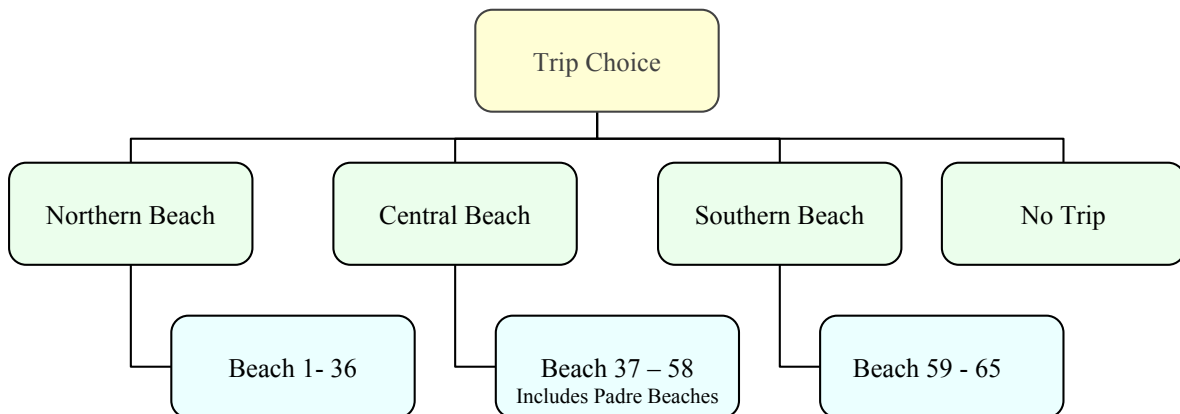 Trip Choice
Northern Beach
Central Beach
Southern Beach
No Trip
Beach 1- 36
Beach 37 – 58
Includes Padre Beaches
Beach 59 - 65